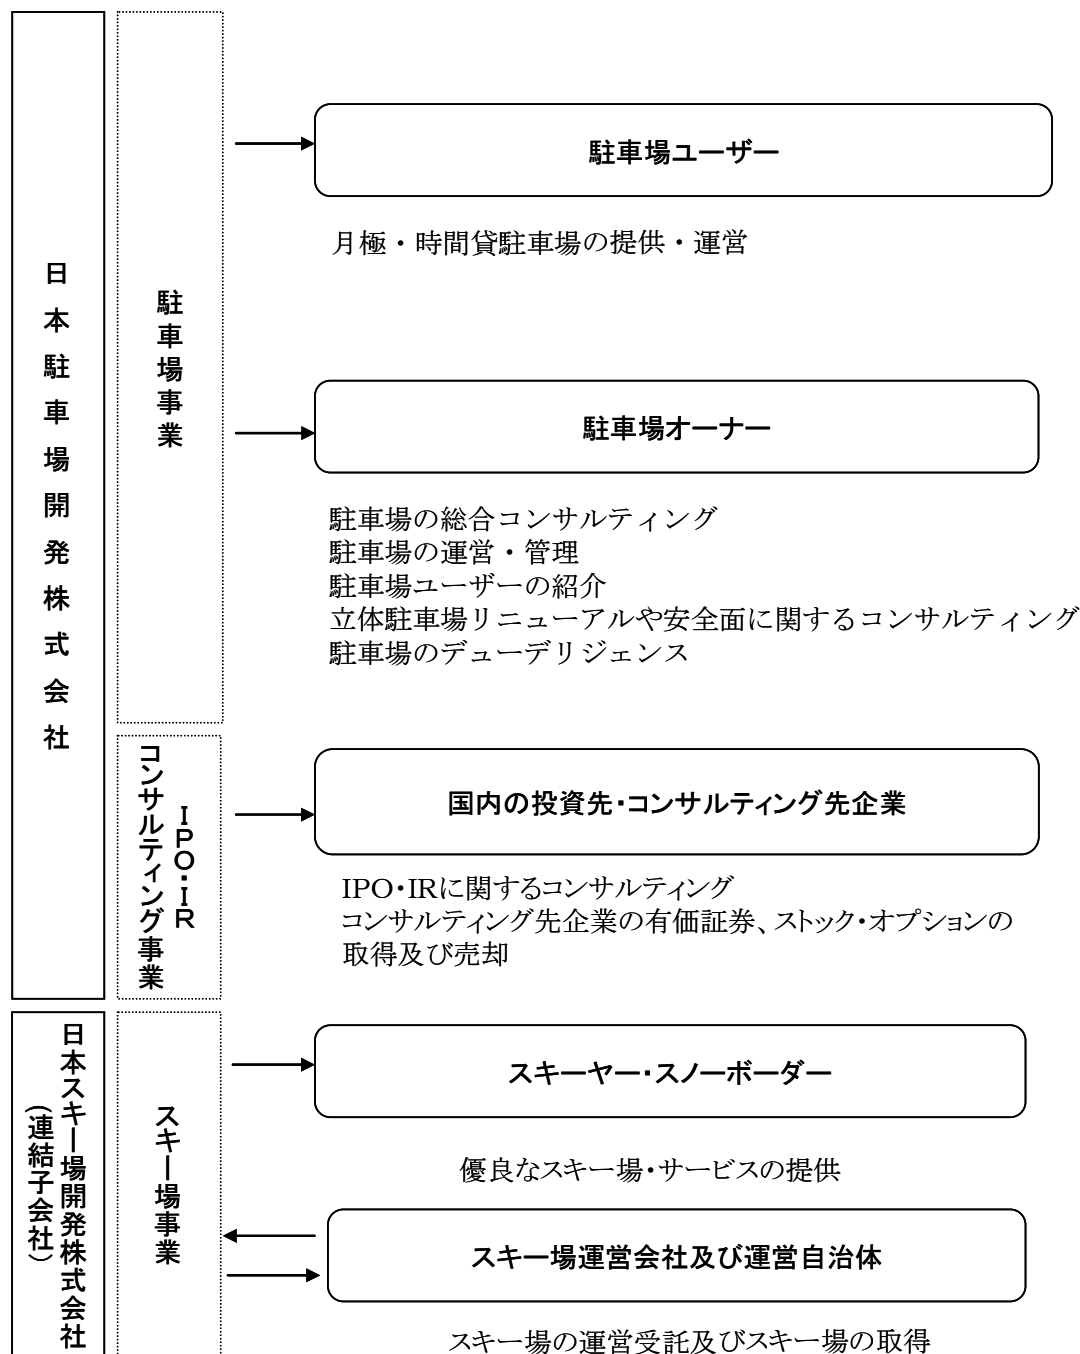 日本駐車場開発株式会社
駐車場事業
駐車場ユーザー
月極・時間貸駐車場の提供・運営
駐車場オーナー
駐車場の総合コンサルティング
駐車場の運営・管理
駐車場ユーザーの紹介
立体駐車場リニューアルや安全面に関するコンサルティング
駐車場のデューデリジェンス
IPO・IR
コンサルティング事業
国内の投資先・コンサルティング先企業
IPO・IRに関するコンサルティング
コンサルティング先企業の有価証券、ストック・オプションの
取得及び売却
日本スキー場開発株式会社
(連結子会社)
スキー場事業
スキーヤー・スノーボーダー
優良なスキー場・サービスの提供
スキー場運営会社及び運営自治体
スキー場の運営受託及びスキー場の取得